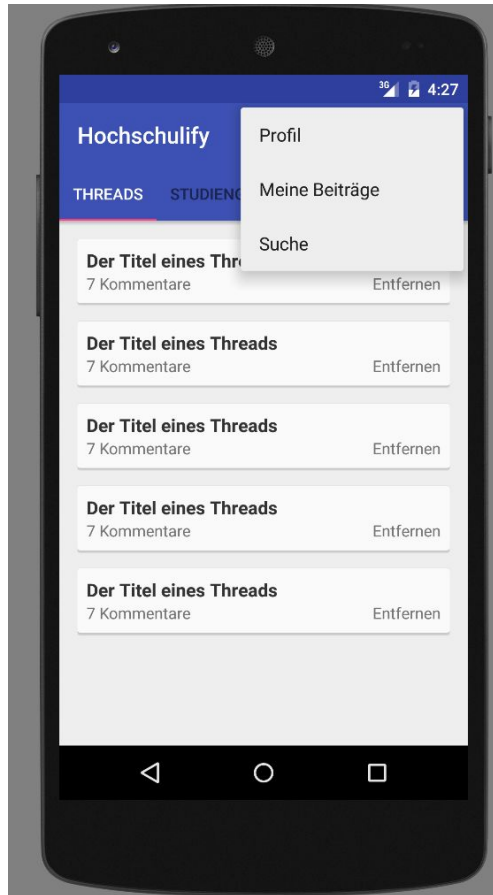 3G 4:27
Hochschulify
Profil
THREADS
Meine Beiträge
Suche
Der Titel eines
7 Kommentare
Entfernen
Der Titel eines Threads
7 Kommentare
Entfernen
Der Titel eines Threads
7 Kommentare
Entfernen
Der Titel eines Threads
7 Kommentare
Entfernen
Der Titel eines Threads
7 Kommentare
Entfernen